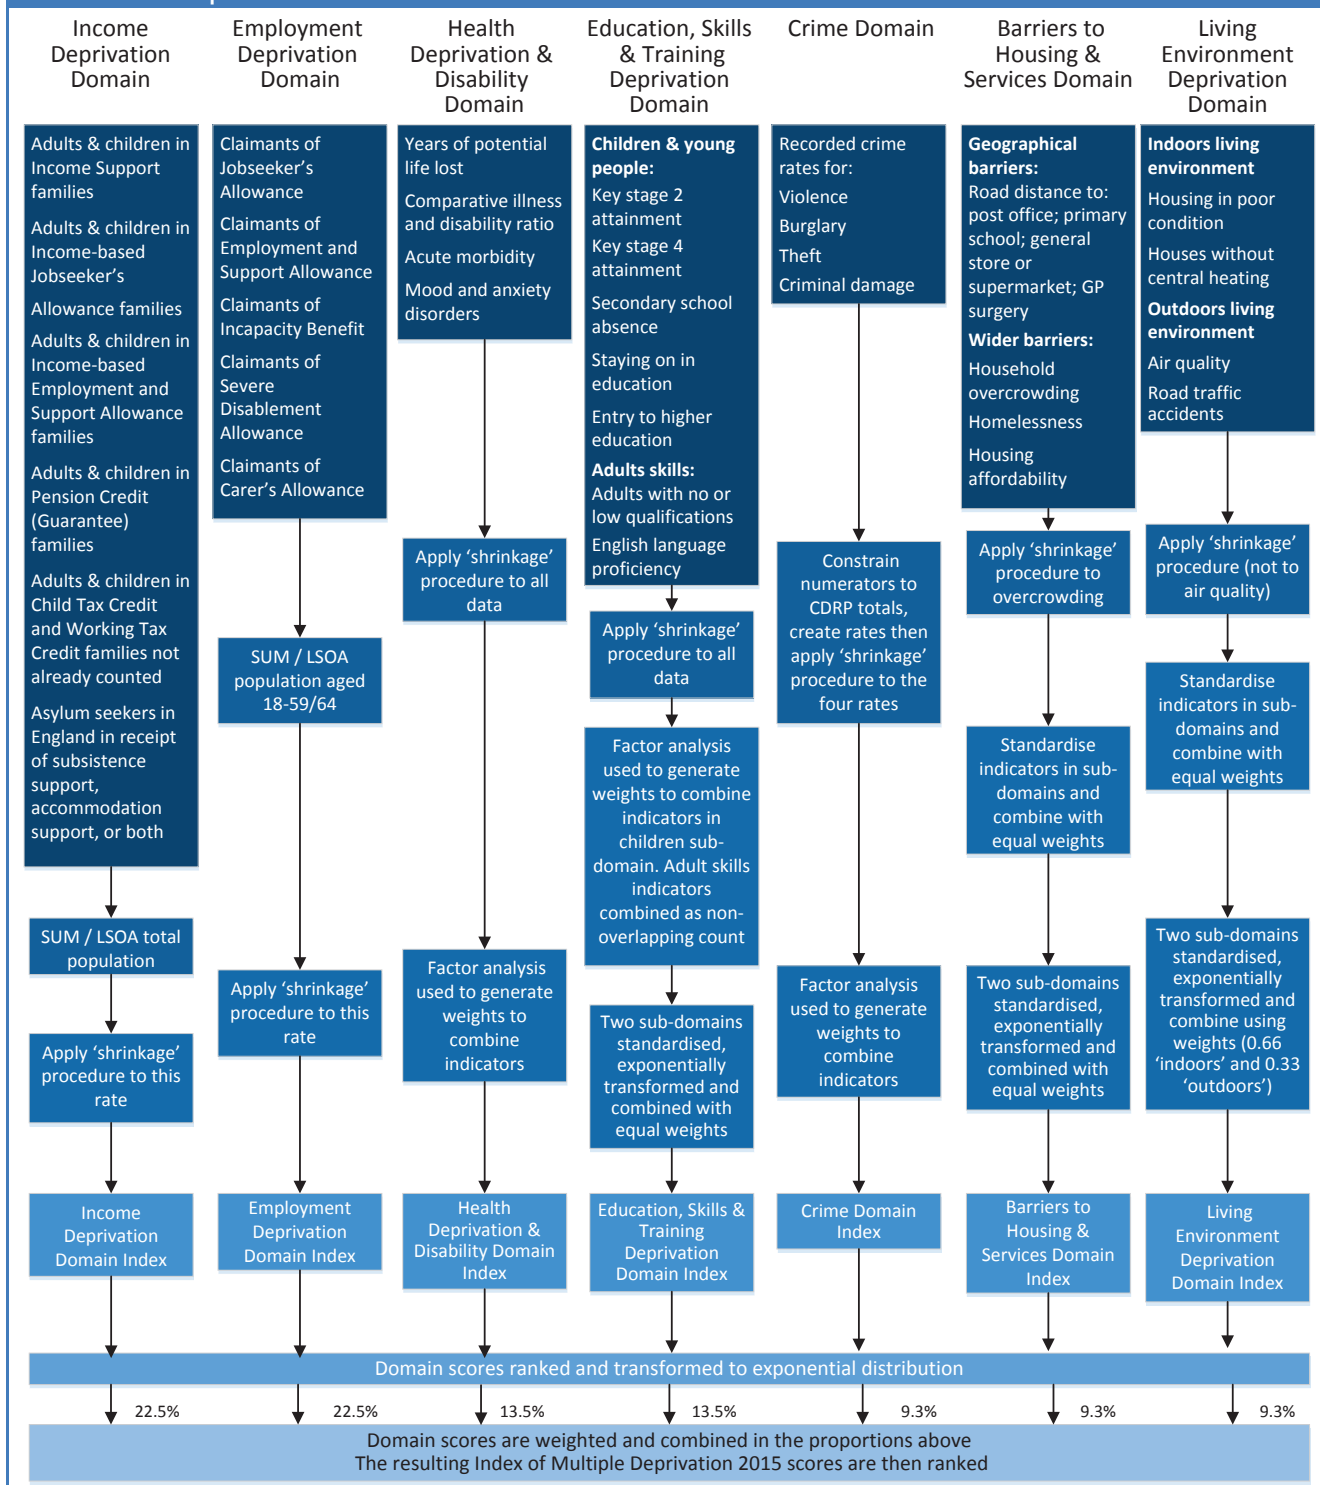 Income
Deprivation
Domain
Employment
Deprivation
Domain
Health
Deprivation &
Disability
Domain
Education, Skills
& Training
Deprivation
Domain
Crime Domain
Barriers to
Housing &
Services Domain
Living
Environment
Deprivation
Domain
Adults & children in
Income Support
families
Adults & children in
Income-based
Jobseeker's
Allowance families
Adults & children in
Income-based
Employment and
Support Allowance
families
Adults & children in
Pension Credit
(Guarantee)
families
Adults & children in
Child Tax Credit
and Working Tax
Credit families not
already counted
Asylum seekers in
England in receipt
of subsistence
support,
accommodation
support, or both
SUM / LSOA total
population
Apply 'shrinkage'
procedure to this
rate
Income
Deprivation
Domain Index
Claimants of
Jobseeker's
Allowance
Claimants of
Employment and
Support Allowance
Claimants of
Incapacity Benefit
Claimants of
Severe
Disablement
Allowance
Claimants of
Carer's Allowance
SUM / LSOA
population aged
18-59/64
Apply 'shrinkage'
procedure to this
rate
Employment
Deprivation
Domain Index
Years of potential
life lost
Comparative illness
and disability ratio
Acute morbidity
Mood and anxiety
disorders
Apply 'shrinkage'
procedure to all
data
Factor analysis
used to generate
weights to
combine
indicators
Health
Deprivation &
Disability Domain
Index
Children & young
people:
Key stage 2
attainment
Key stage 4
attainment
Secondary school
absence
Staying on in
education
Entry to higher
education
Adults skills:
Adults with no or
low qualifications
English language
proficiency
Apply 'shrinkage'
procedure to all
data
Factor analysis
used to generate
weights to combine
indicators in
children sub-
domain. Adult skills
indicators
combined as non-
overlapping count
Two sub-domains
standardised,
exponentially
transformed and
combined with
equal weights
Education, Skills &
Training
Deprivation
Domain Index
Recorded crime
rates for:
Violence
Burglary
Theft
Criminal damage
Constrain
numerators to
CDRP totals,
create rates then
apply 'shrinkage'
procedure to the
four rates
Factor analysis
used to generate
weights to
combine
indicators
Crime Domain
Index
Geographical
barriers:
Road distance to:
post office; primary
school; general
store or
supermarket; GP
surgery
Wider barriers:
Household
overcrowding
Homelessness
Housing
affordability
Apply 'shrinkage'
procedure to
overcrowding
Standardise
indicators in sub-
domains and
combine with
equal weights
Two sub-domains
standardised,
exponentially
transformed and
combined with
equal weights
Barriers to
Housing &
Services Domain
Index
Indoors living
environment
Housing in poor
condition
Houses without
central heating
Outdoors living
environment
Air quality
Road traffic
accidents
Apply 'shrinkage'
procedure (not to
air quality)
Standardise
indicators in sub-
domains and
combine with
equal weights
Two sub-domains
standardised,
exponentially
transformed and
combine using
weights (0.66
'indoors' and 0.33
'outdoors')
Living
Environment
Deprivation
Domain Index
Domain scores ranked and transformed to exponential distribution
22.5%
22.5%
13.5%
13.5%
9.3%
9.3%
9.3%
Domain scores are weighted and combined in the proportions above
The resulting Index of Multiple Deprivation 2015 scores are then ranked